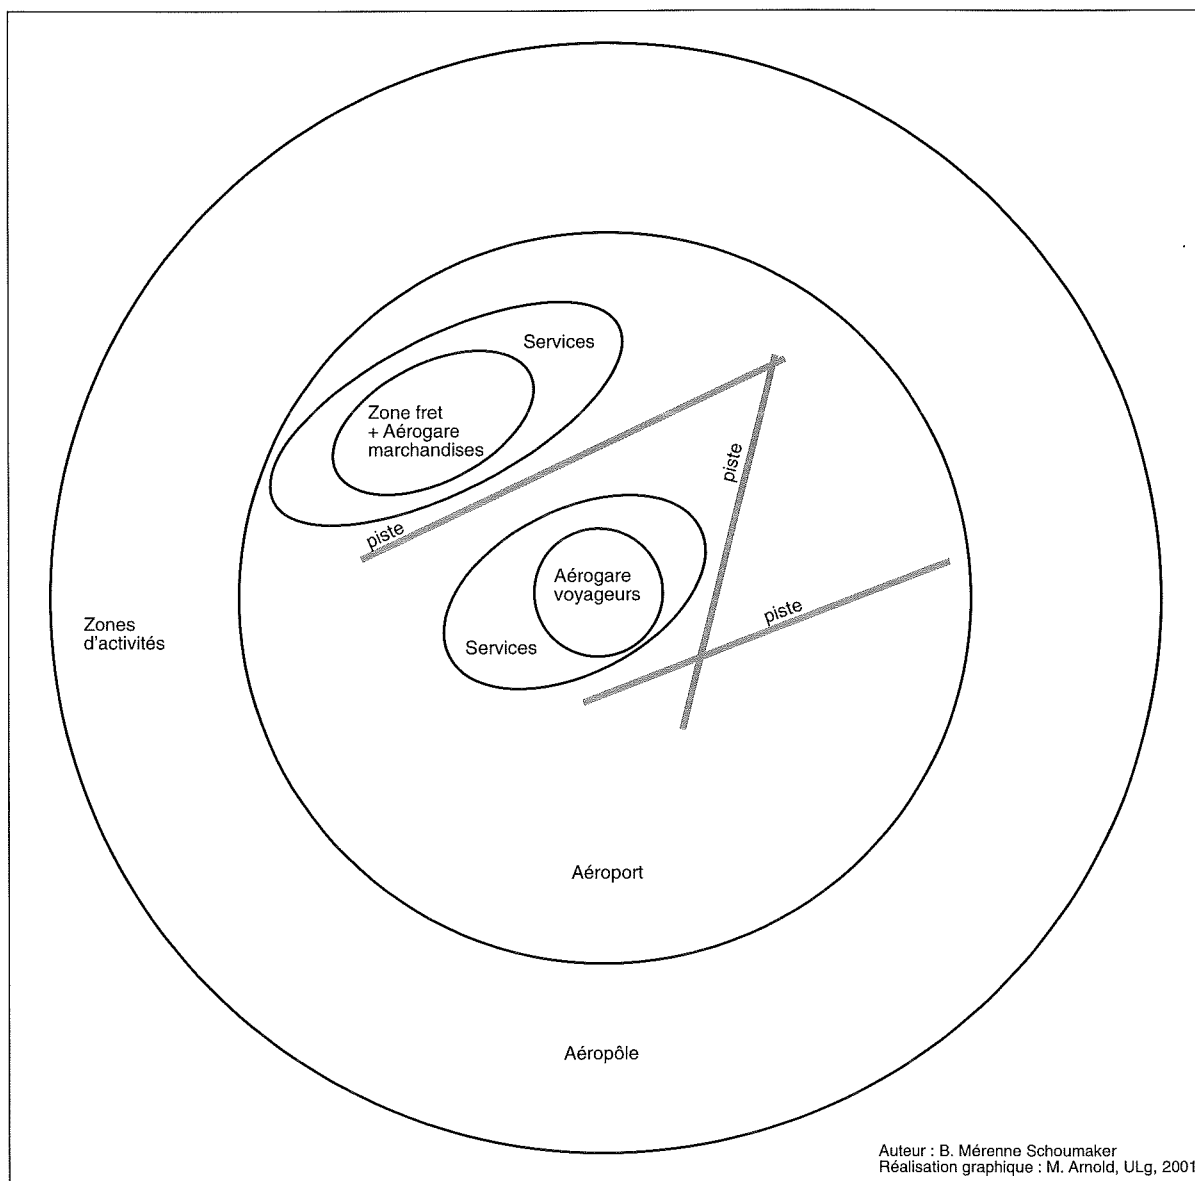 Services
Zone fret
+ Aérogare
marchandises
piste
piste
Aérogare
voyageurs
piste
Services
Zones
d'activités
Aéroport
Aéropôle
Auteur : B. Mérenne Schoumaker
Réalisation graphique : M. Arnold, ULg, 2001